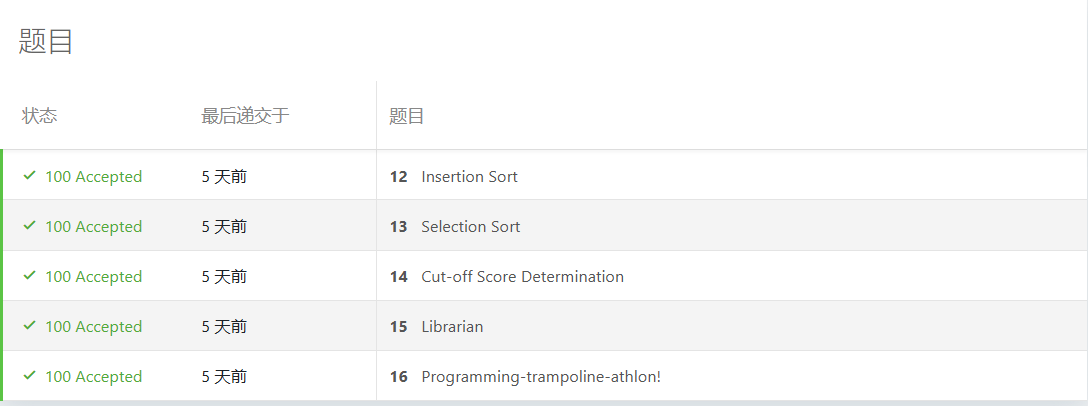 题目
状态 最后递交于 题目
100 Accepted 5 天前 12 Insertion Sort
100 Accepted 5 天前 13 Selection Sort
100 Accepted 5 天前 14 Cut-off Score Determination
100 Accepted 5 天前 15 Librarian
100 Accepted 5 天前 16 Programming-trampoline-athlon!